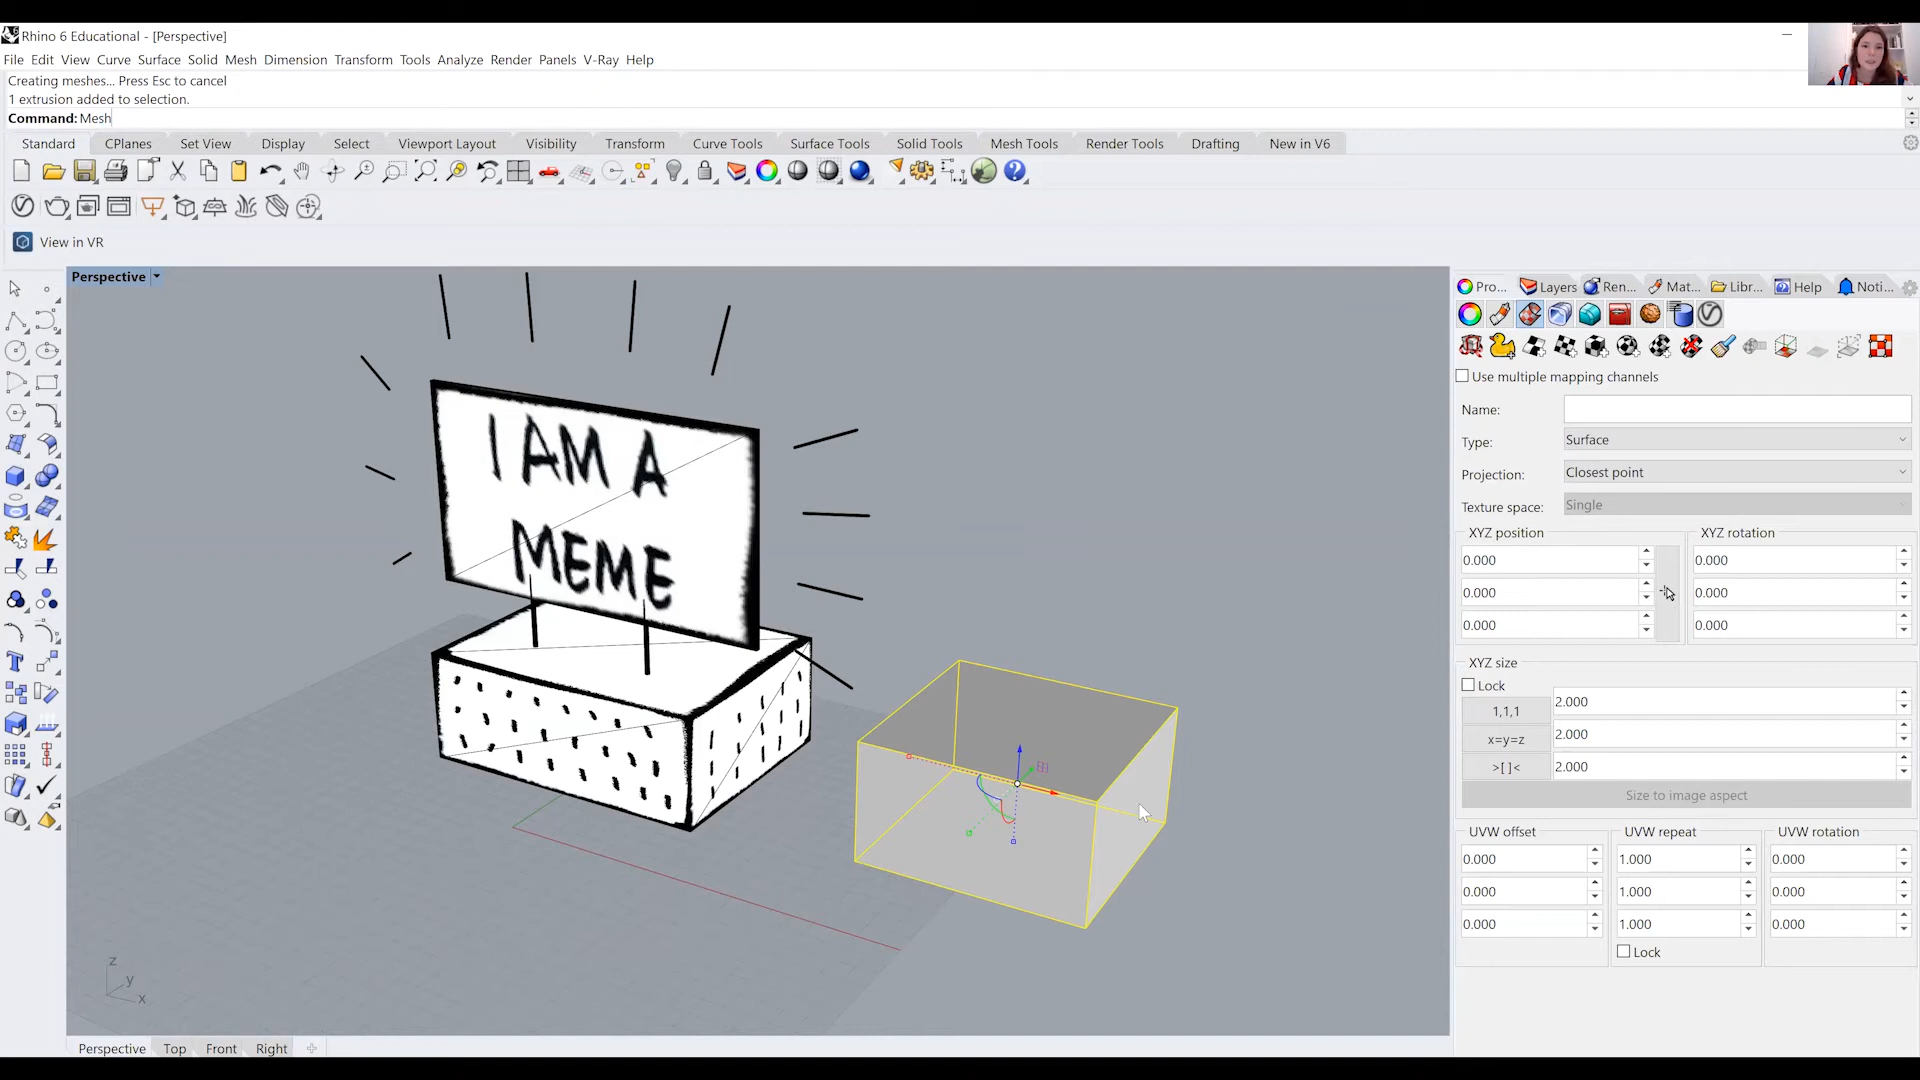 Rhino 6 Educational - [Perspective]
File Edit View Curve Surface Solid Mesh Dimension Transform Tools Analyze Render Panels V-Ray Help
Creating meshes... Press Esc to cancel
1 extrusion added to selection.
Command: Mesh
Standard CPlanes Set View Display Select Viewport Layout Visibility Transform Curve Tools Surface Tools Solid Tools Mesh Tools Render Tools Drafting New in V6
View in VR
Perspective
I AM A
MEME
z
y
x
Perspective Top Front Right
Pro... Layers Ren... Mat... Libr... Help Noti...
Use multiple mapping channels
Name:
Type: Surface
Projection: Closest point
Texture space: Single
XYZ position XYZ rotation
0.000 0.000
0.000 0.000
0.000 0.000
XYZ size
Lock
1,1,1 2.000
x=y=z 2.000
>[ ]< 2.000
Size to image aspect
UVW offset UVW repeat UVW rotation
0.000 1.000 0.000
0.000 1.000 0.000
0.000 1.000 0.000
Lock